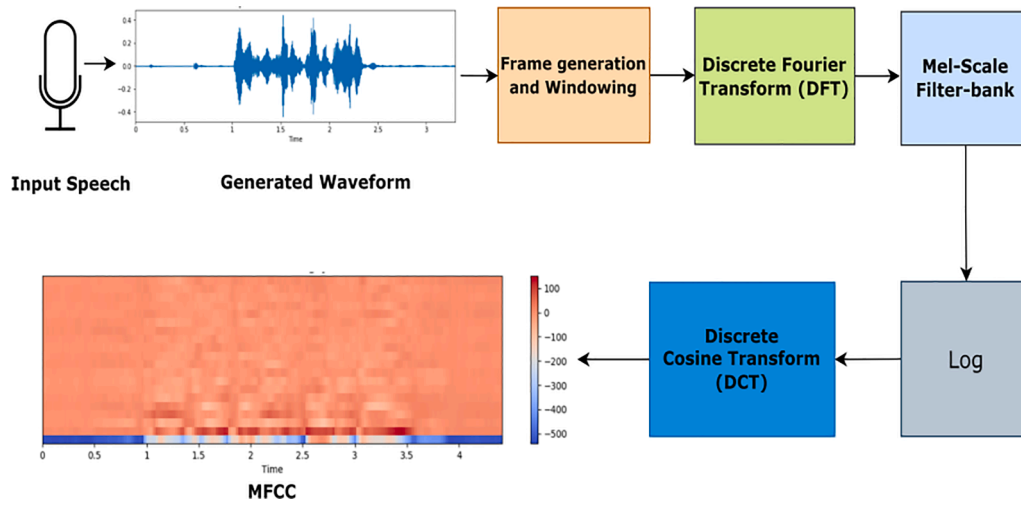 0.4
0.2
0.0
−0.2
−0.4
0
0.5
1
1.5
2
2.5
3
Time
Input Speech
Generated Waveform
Frame generation
and Windowing
Discrete Fourier
Transform (DFT)
Mel-Scale
Filter-bank
Log
Discrete
Cosine Transform
(DCT)
100
0
−100
−200
−300
−400
−500
0
0.5
1
1.5
2
2.5
3
3.5
4
Time
MFCC